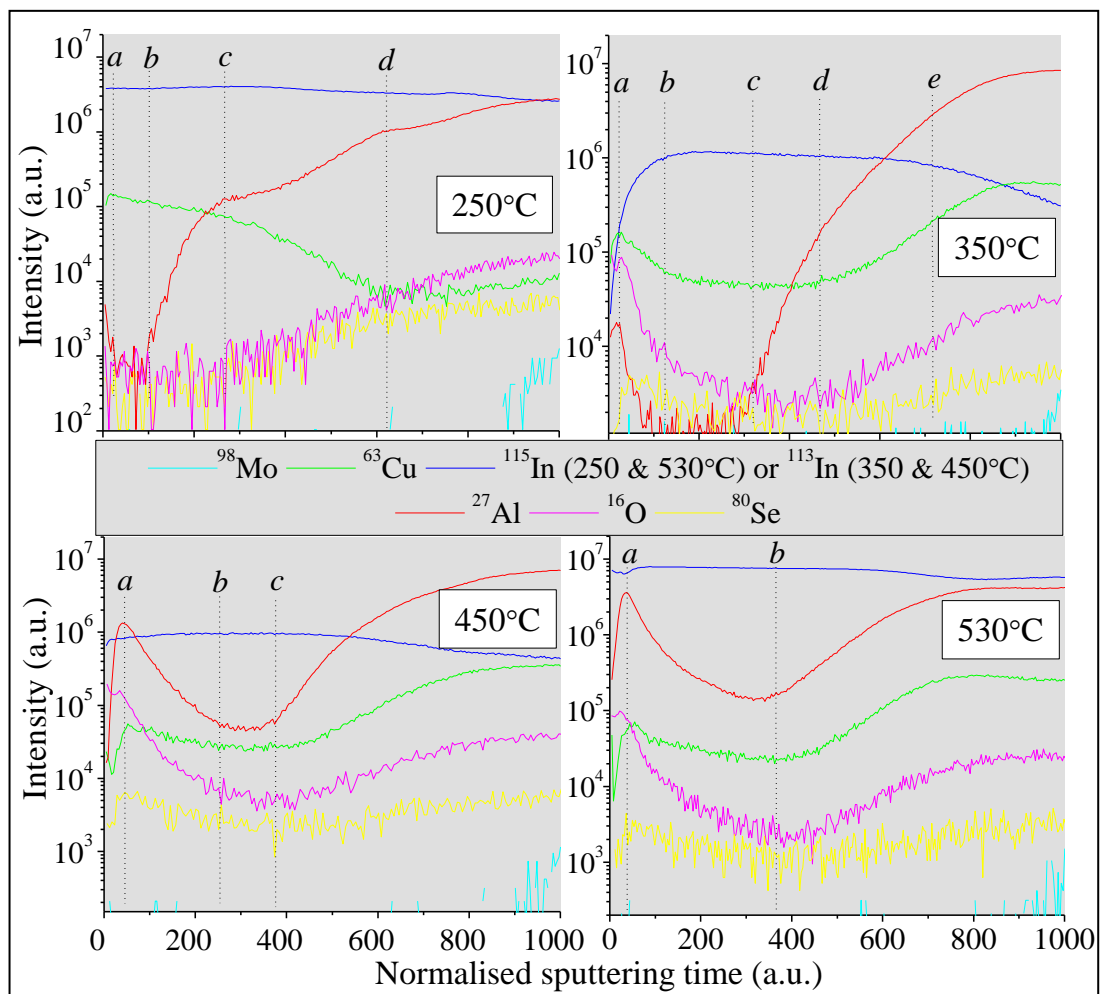 Intensity (a.u.)
10⁷
10⁶
10⁵
10⁴
10³
10²
a b c d
250°C
10⁷
10⁶
10⁵
10⁴
a b c d e
350°C
⁹⁸Mo ⁶³Cu ¹¹⁵In (250 & 530°C) or ¹¹³In (350 & 450°C)
²⁷Al ¹⁶O ⁸⁰Se
Intensity (a.u.)
10⁷
10⁶
10⁵
10⁴
10³
a b c
450°C
0 200 400 600 800 1000
10⁷
10⁶
10⁵
10⁴
10³
a b
530°C
0 200 400 600 800 1000
Normalised sputtering time (a.u.)